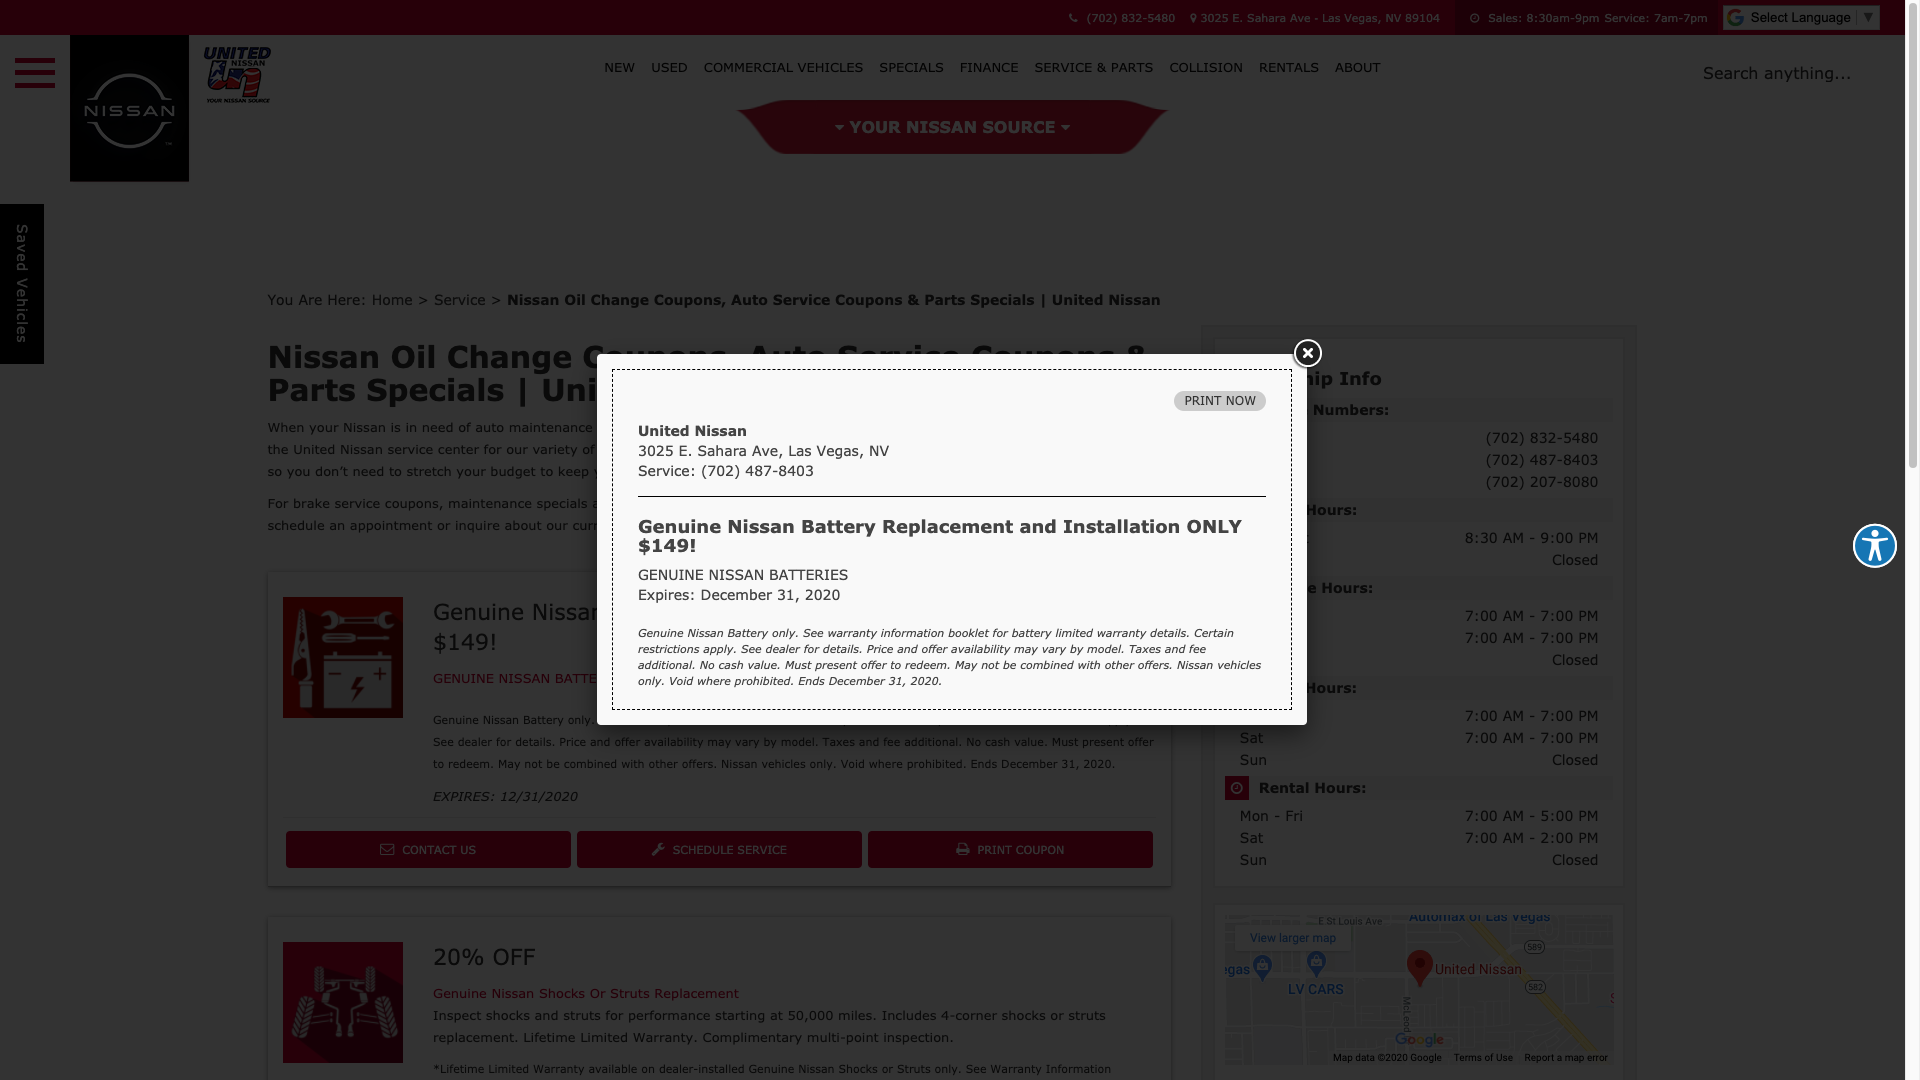 (702) 832-5480
3025 E. Sahara Ave - Las Vegas, NV 89104
Sales: 8:30am-9pm Service: 7am-7pm
Select Language ▼
NISSAN
UNITED
NISSAN
YOUR NISSAN SOURCE
NEW USED COMMERCIAL VEHICLES SPECIALS FINANCE SERVICE & PARTS COLLISION RENTALS ABOUT
Search anything...
YOUR NISSAN SOURCE
Saved Vehicles
You Are Here: Home > Service > Nissan Oil Change Coupons, Auto Service Coupons & Parts Specials | United Nissan
Nissan Oil Change Coupons, Auto Service Coupons &
Parts Specials | Uni
When your Nissan is in need of auto maintenance
the United Nissan service center for our variety of
so you don’t need to stretch your budget to keep
For brake service coupons, maintenance specials
schedule an appointment or inquire about our
PRINT NOW
United Nissan
3025 E. Sahara Ave, Las Vegas, NV
Service: (702) 487-8403
Genuine Nissan Battery Replacement and Installation ONLY
$149!
GENUINE NISSAN BATTERIES
Expires: December 31, 2020
Genuine Nissan Battery only. See warranty information booklet for battery limited warranty details. Certain
restrictions apply. See dealer for details. Price and offer availability may vary by model. Taxes and fee
additional. No cash value. Must present offer to redeem. May not be combined with other offers. Nissan vehicles
only. Void where prohibited. Ends December 31, 2020.
Genuine Nissan
$149!
GENUINE NISSAN BATTE
Genuine Nissan Battery only.
See dealer for details. Price and offer availability may vary by model. Taxes and fee additional. No cash value. Must present offer
to redeem. May not be combined with other offers. Nissan vehicles only. Void where prohibited. Ends December 31, 2020.
EXPIRES: 12/31/2020
CONTACT US
SCHEDULE SERVICE
PRINT COUPON
20% OFF
Genuine Nissan Shocks Or Struts Replacement
Inspect shocks and struts for performance starting at 50,000 miles. Includes 4-corner shocks or struts
replacement. Lifetime Limited Warranty. Complimentary multi-point inspection.
*Lifetime Limited Warranty available on dealer-installed Genuine Nissan Shocks or Struts only. See Warranty Information
ip Info
Numbers:
(702) 832-5480
(702) 487-8403
(702) 207-8080
Hours:
8:30 AM - 9:00 PM
Closed
e Hours:
7:00 AM - 7:00 PM
7:00 AM - 7:00 PM
Closed
Hours:
7:00 AM - 7:00 PM
Sat 7:00 AM - 7:00 PM
Sun Closed
Rental Hours:
Mon - Fri 7:00 AM - 5:00 PM
Sat 7:00 AM - 2:00 PM
Sun Closed
E St Louis Ave
Automax of Las Vegas
View larger map
589
egas
United Nissan
582
LV CARS
McLeod
Google
Map data ©2020 Google Terms of Use Report a map error